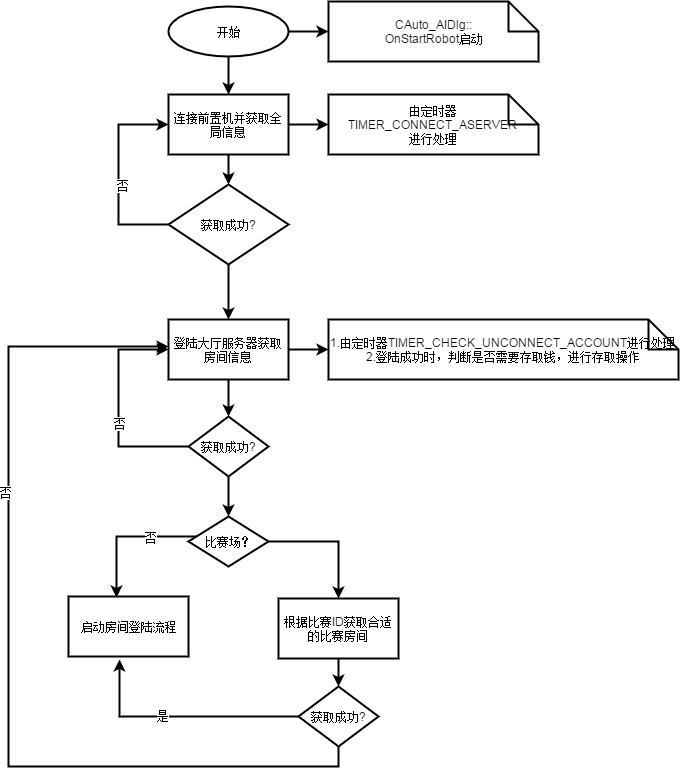 开始
CAuto_AIDlg::
OnStartRobot启动
连接前置机并获取全
局信息
由定时器
TIMER_CONNECT_ASERVER
进行处理
否
获取成功?
登陆大厅服务器获取
房间信息
1.由定时器TIMER_CHECK_UNCONNECT_ACCOUNT进行处理
2.登陆成功时，判断是否需要存取钱，进行存取操作
否
获取成功?
否
否
比赛场?
启动房间登陆流程
根据比赛ID获取合适
的比赛房间
是
获取成功?